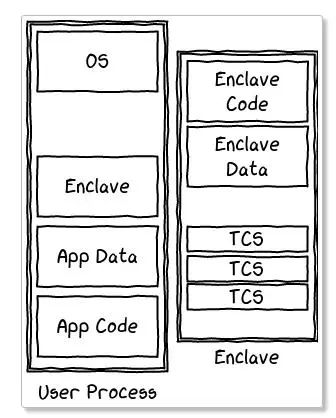 OS
Enclave
App Data
App Code
User Process
Enclave
Code
Enclave
Data
TCS
TCS
TCS
Enclave